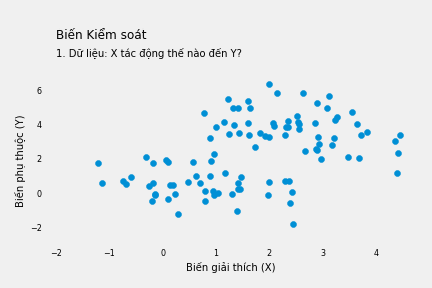 Biến Kiểm soát
1. Dữ liệu: X tác động thế nào đến Y?
6
4
2
0
−2
Biến phụ thuộc (Y)
−2 −1 0 1 2 3 4
Biến giải thích (X)